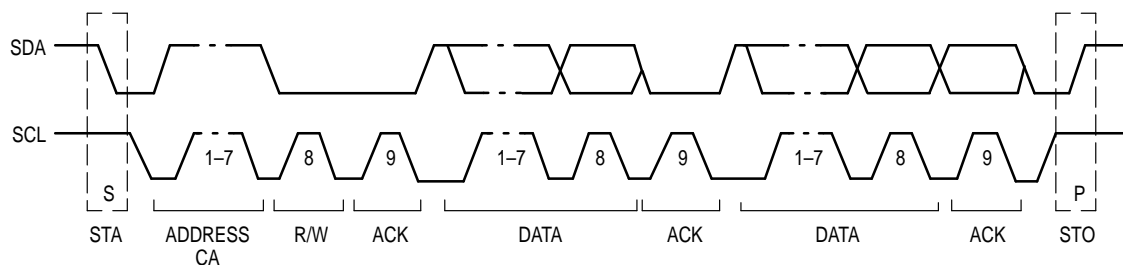 SDA
SCL
1–7 8 9 1–7 8 9 1–7 8 9
S P
STA ADDRESS R/W ACK DATA ACK DATA ACK STO
CA